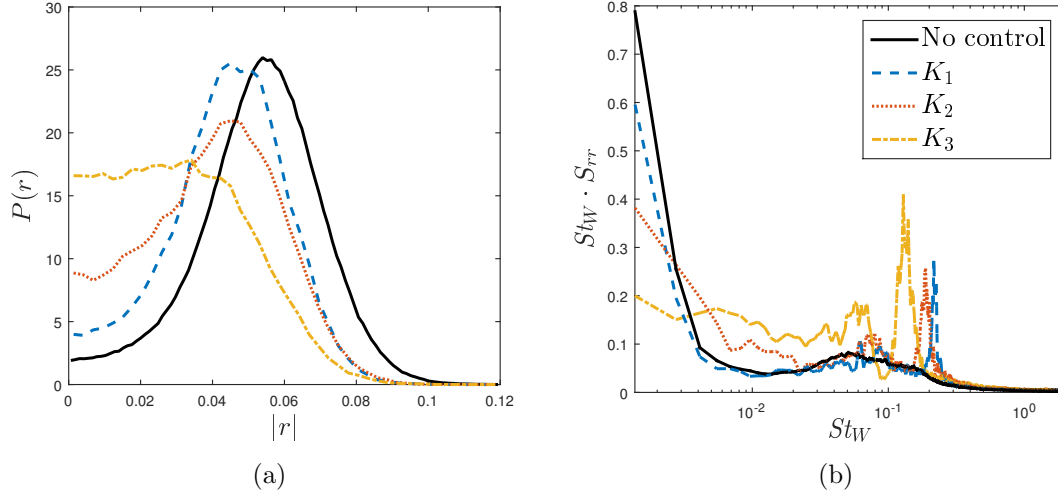 30
25
20
15
10
5
0
P(r)
0
0.02
0.04
0.06
0.08
0.1
0.12
|r|
(a)
0.8
0.7
0.6
0.5
0.4
0.3
0.2
0.1
0
St_W · S_rr
No control
K_1
K_2
K_3
10^-2
10^-1
10^0
St_W
(b)